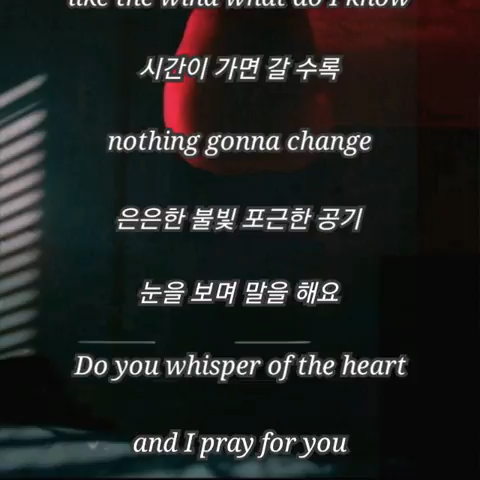 like the wind what do I know
시간이 가면 갈 수록
nothing gonna change
은은한 불빛 포근한 공기
눈을 보며 말을 해요
Do you whisper of the heart
and I pray for you